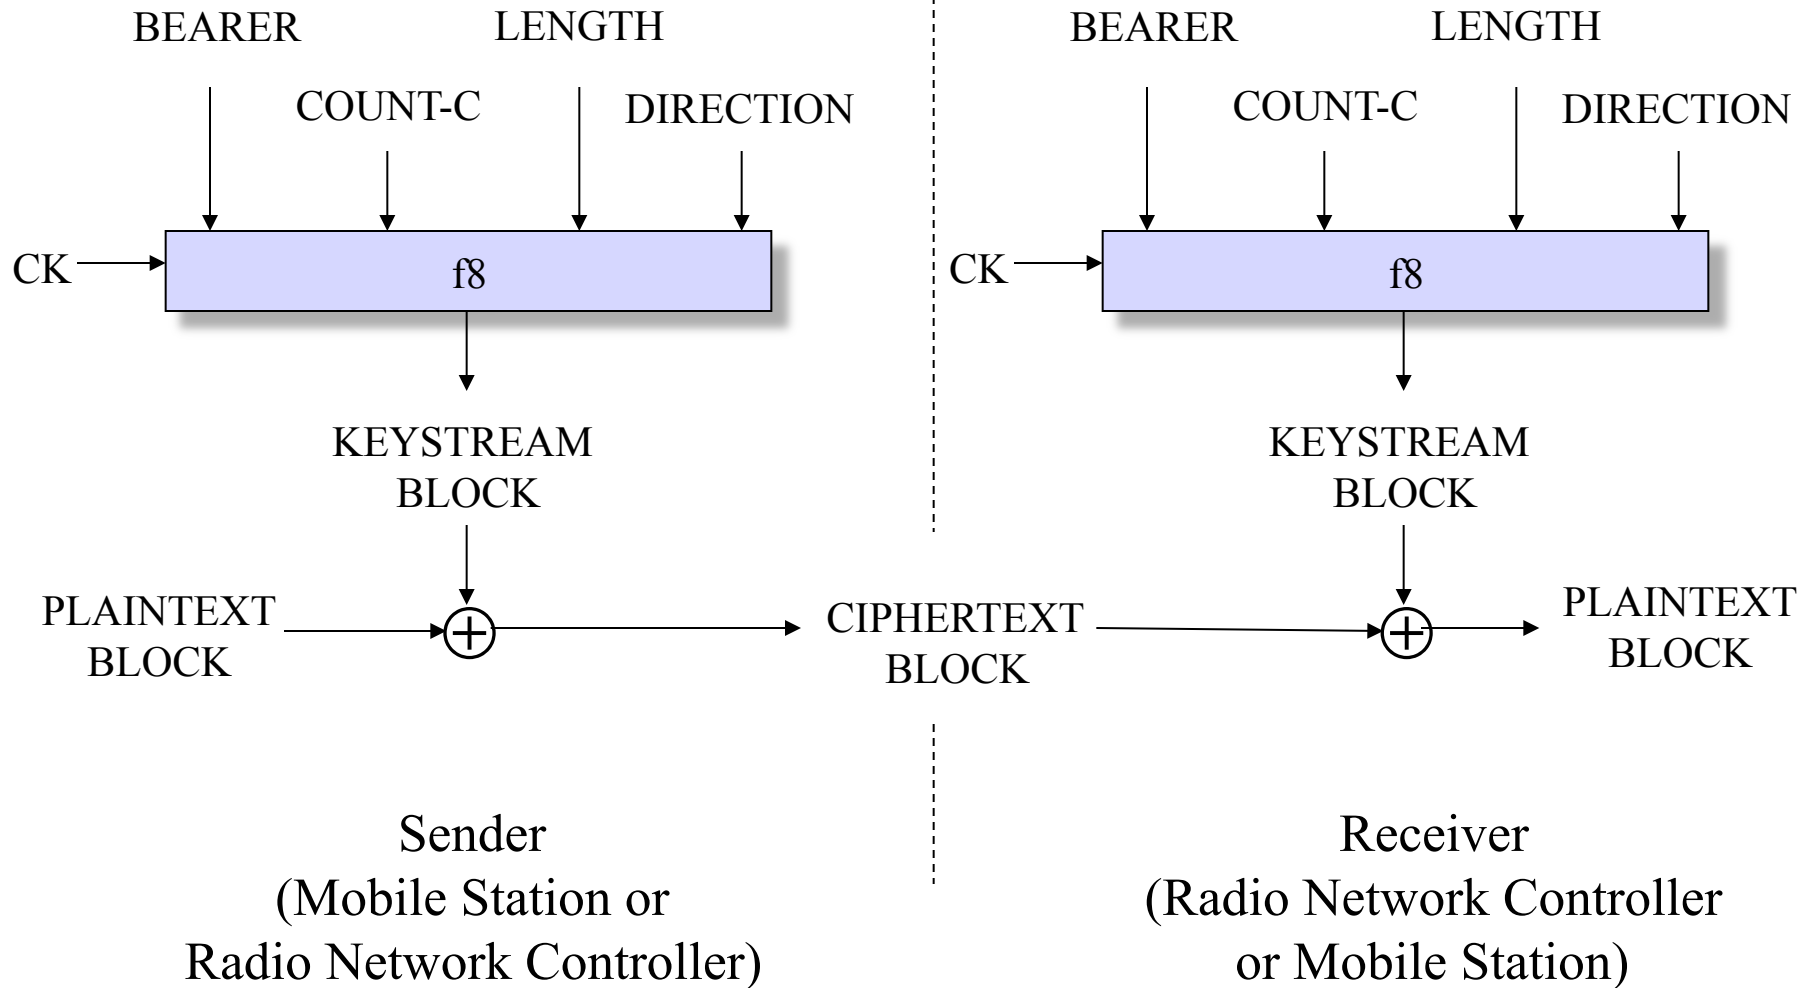 BEARER
LENGTH
COUNT-C
DIRECTION
CK
f8
KEYSTREAM
BLOCK
PLAINTEXT
BLOCK
CIPHERTEXT
BLOCK
Sender
(Mobile Station or
Radio Network Controller)
BEARER
LENGTH
COUNT-C
DIRECTION
CK
f8
KEYSTREAM
BLOCK
PLAINTEXT
BLOCK
Receiver
(Radio Network Controller
or Mobile Station)